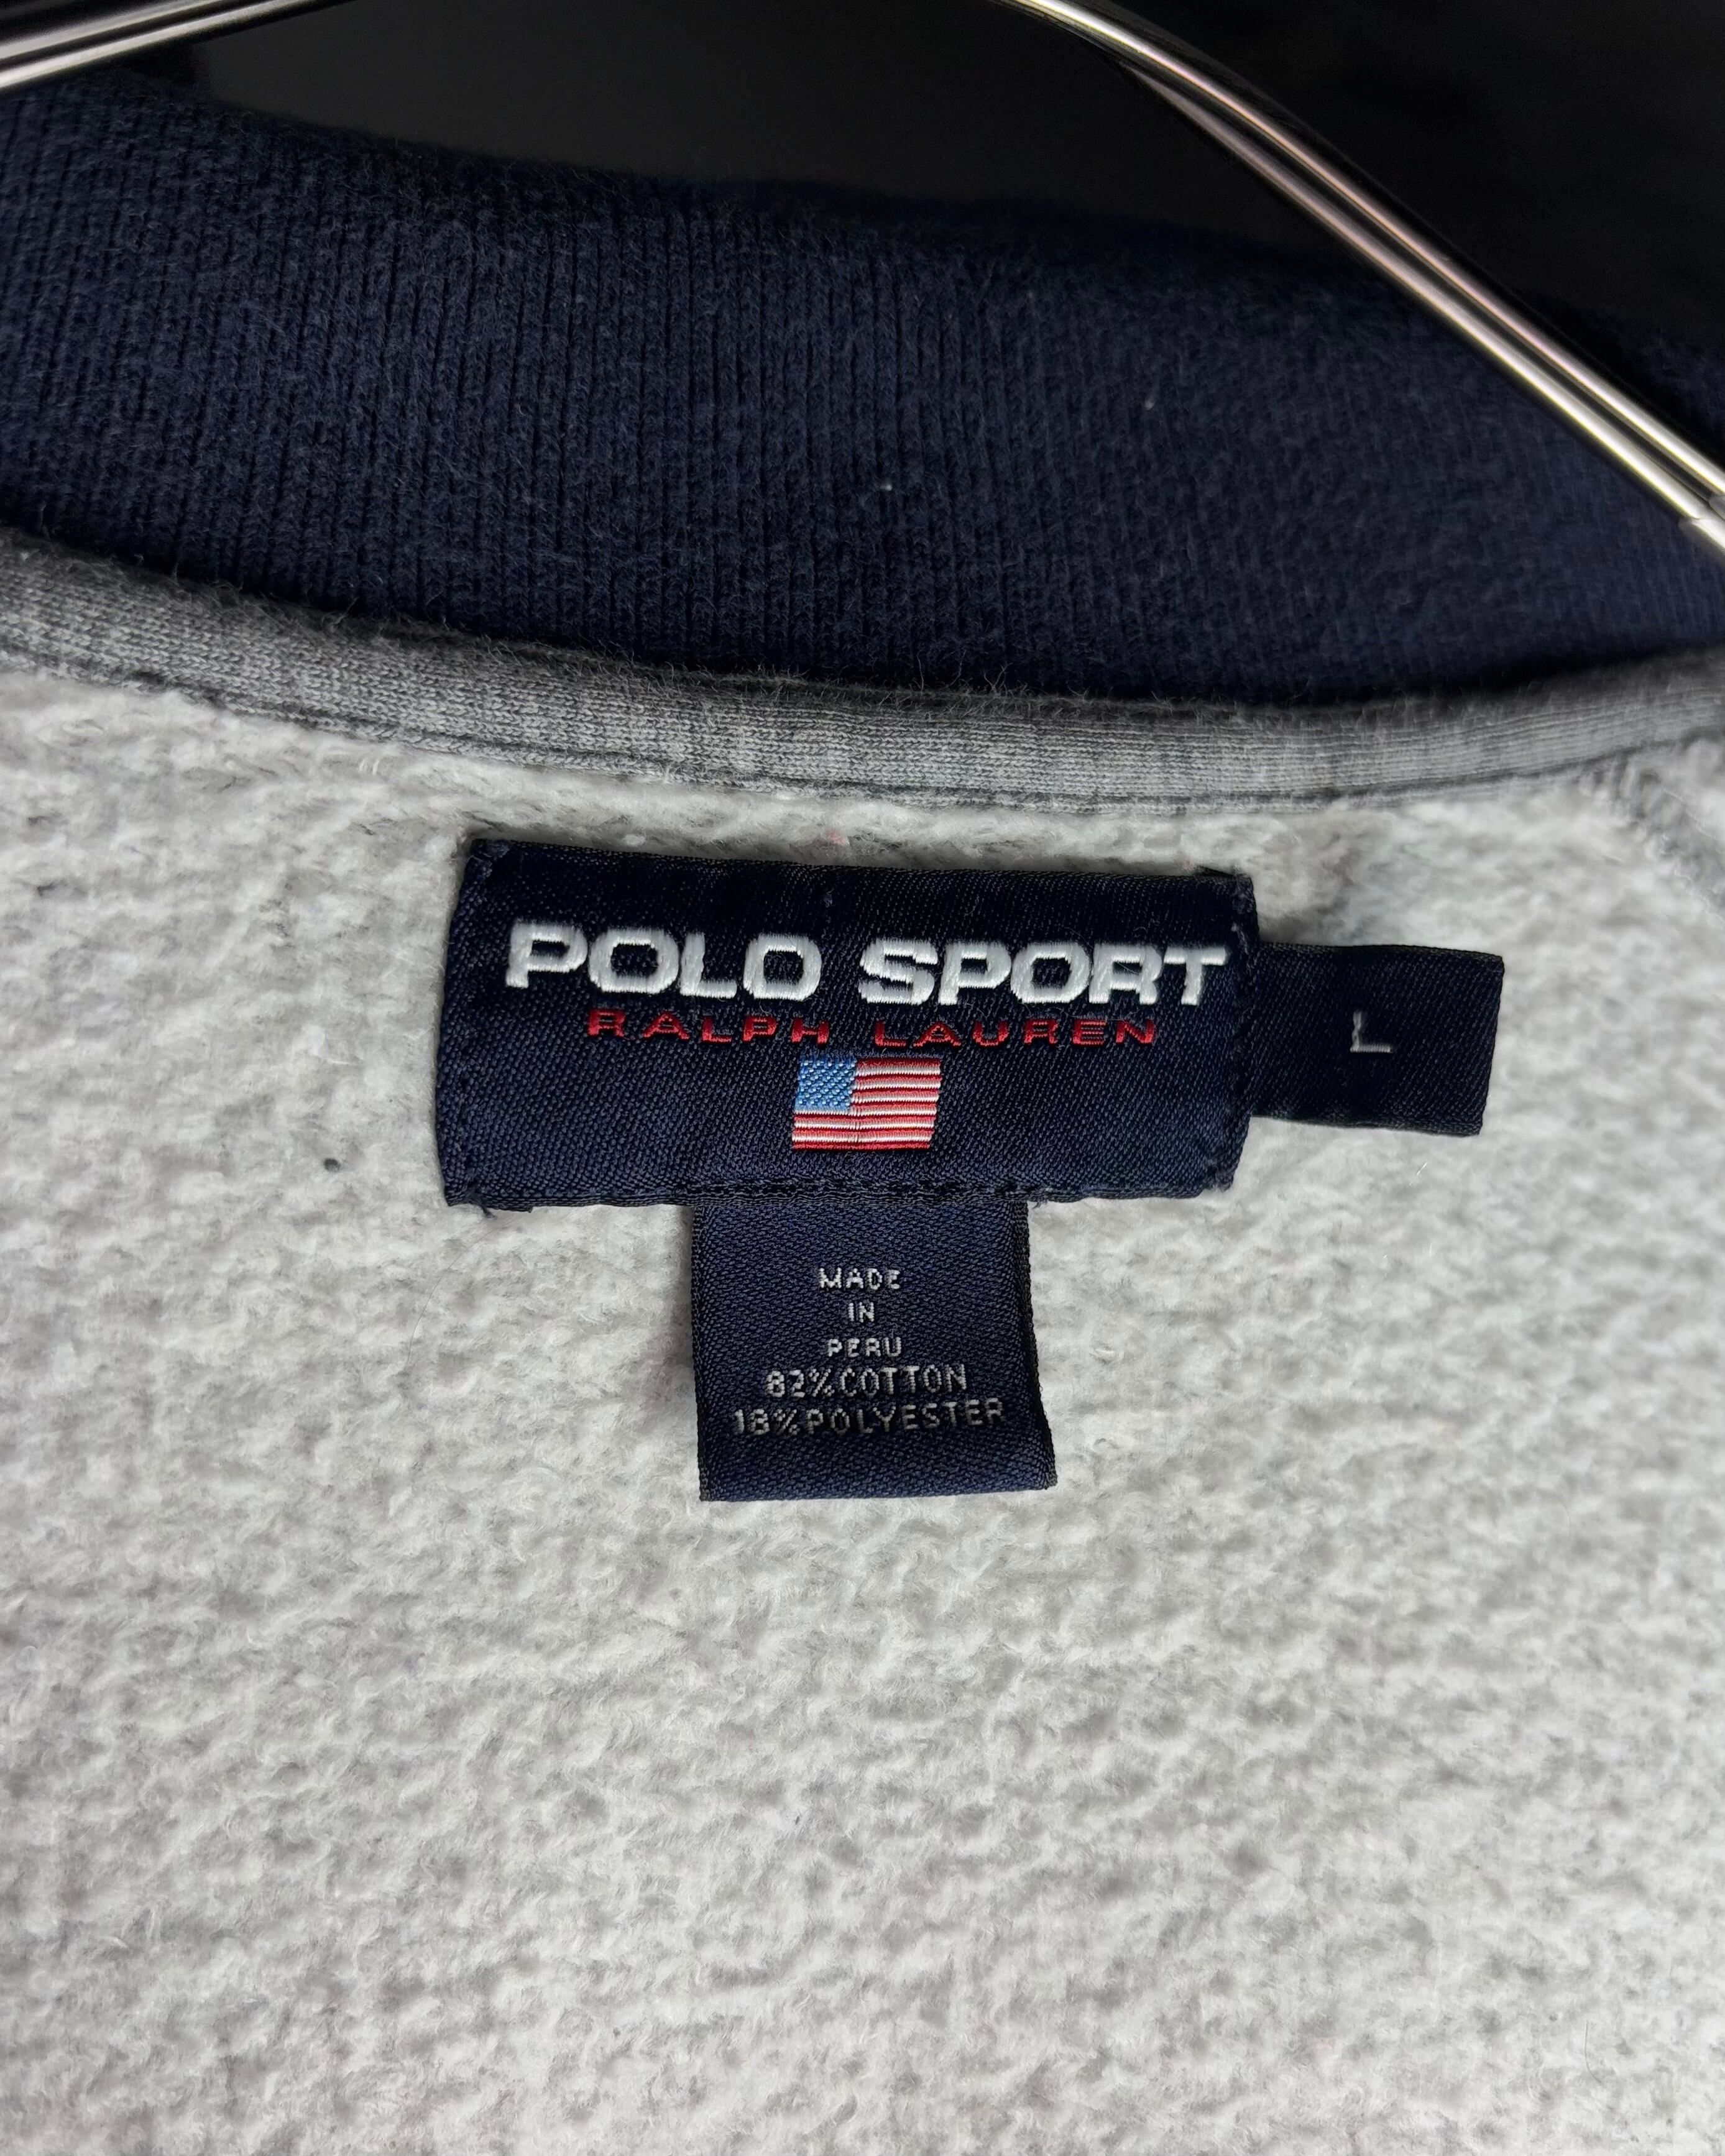 POLO SPORT
RALPH LAUREN
L
MADE
IN
PERU
82%COTTON
18%POLYESTER